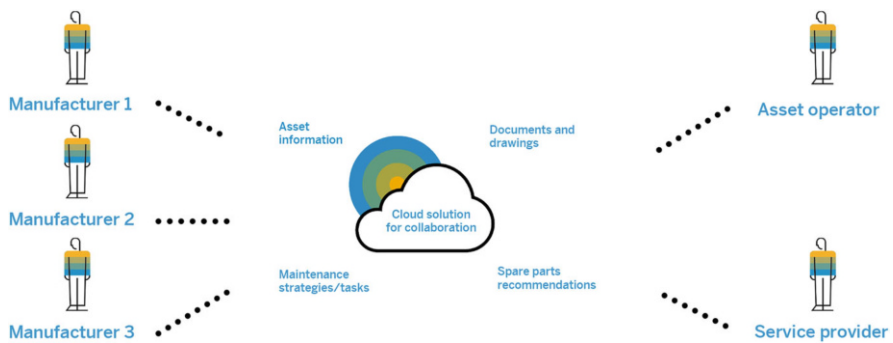 Manufacturer 1
Manufacturer 2
Manufacturer 3
Asset
information
Documents and
drawings
Cloud solution
for collaboration
Maintenance
strategies/tasks
Spare parts
recommendations
Asset operator
Service provider